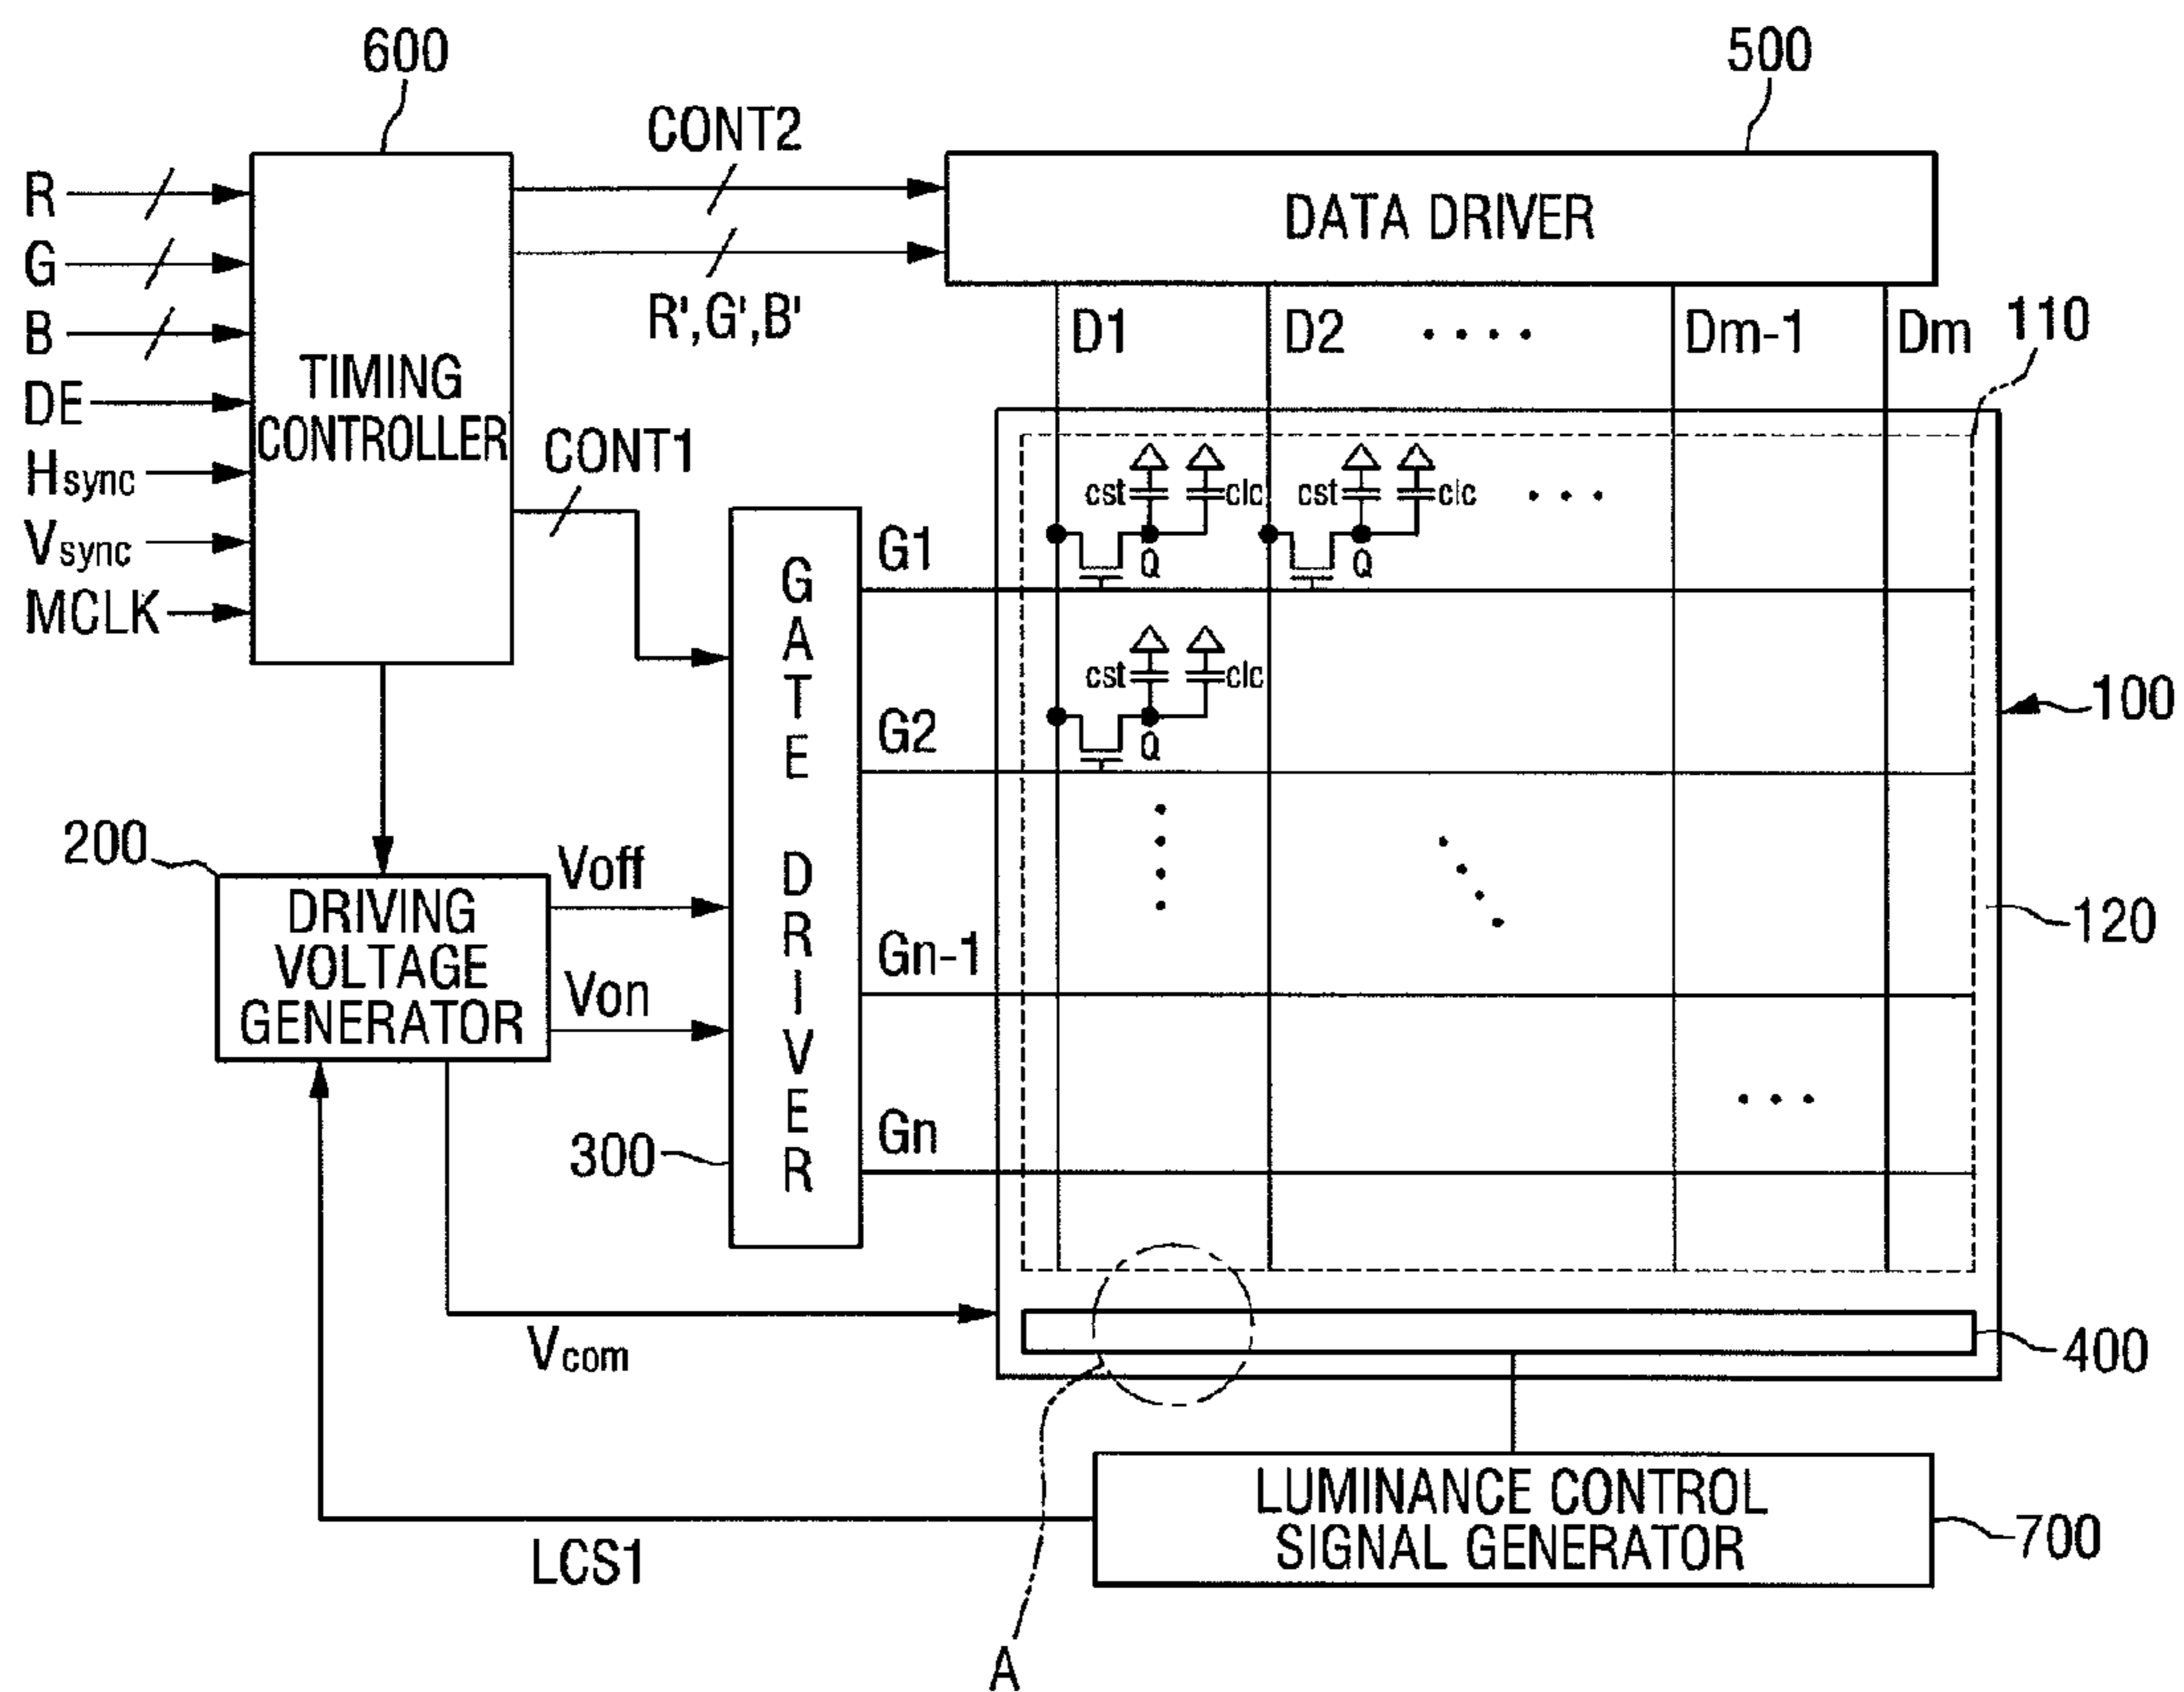 600
500
CONT2
R
G
B
DE
Hsync
Vsync
MCLK
TIMING
CONTROLLER
R',G',B'
DATA DRIVER
D1
D2
Dm-1
Dm
110
CONT1
cst
clc
cst
clc
Q
Q
G1
cst
clc
Q
G2
100
GATE DRIVER
200
DRIVING
VOLTAGE
GENERATOR
Voff
Von
120
Gn-1
300
Gn
Vcom
400
LUMINANCE CONTROL
SIGNAL GENERATOR
700
LCS1
A